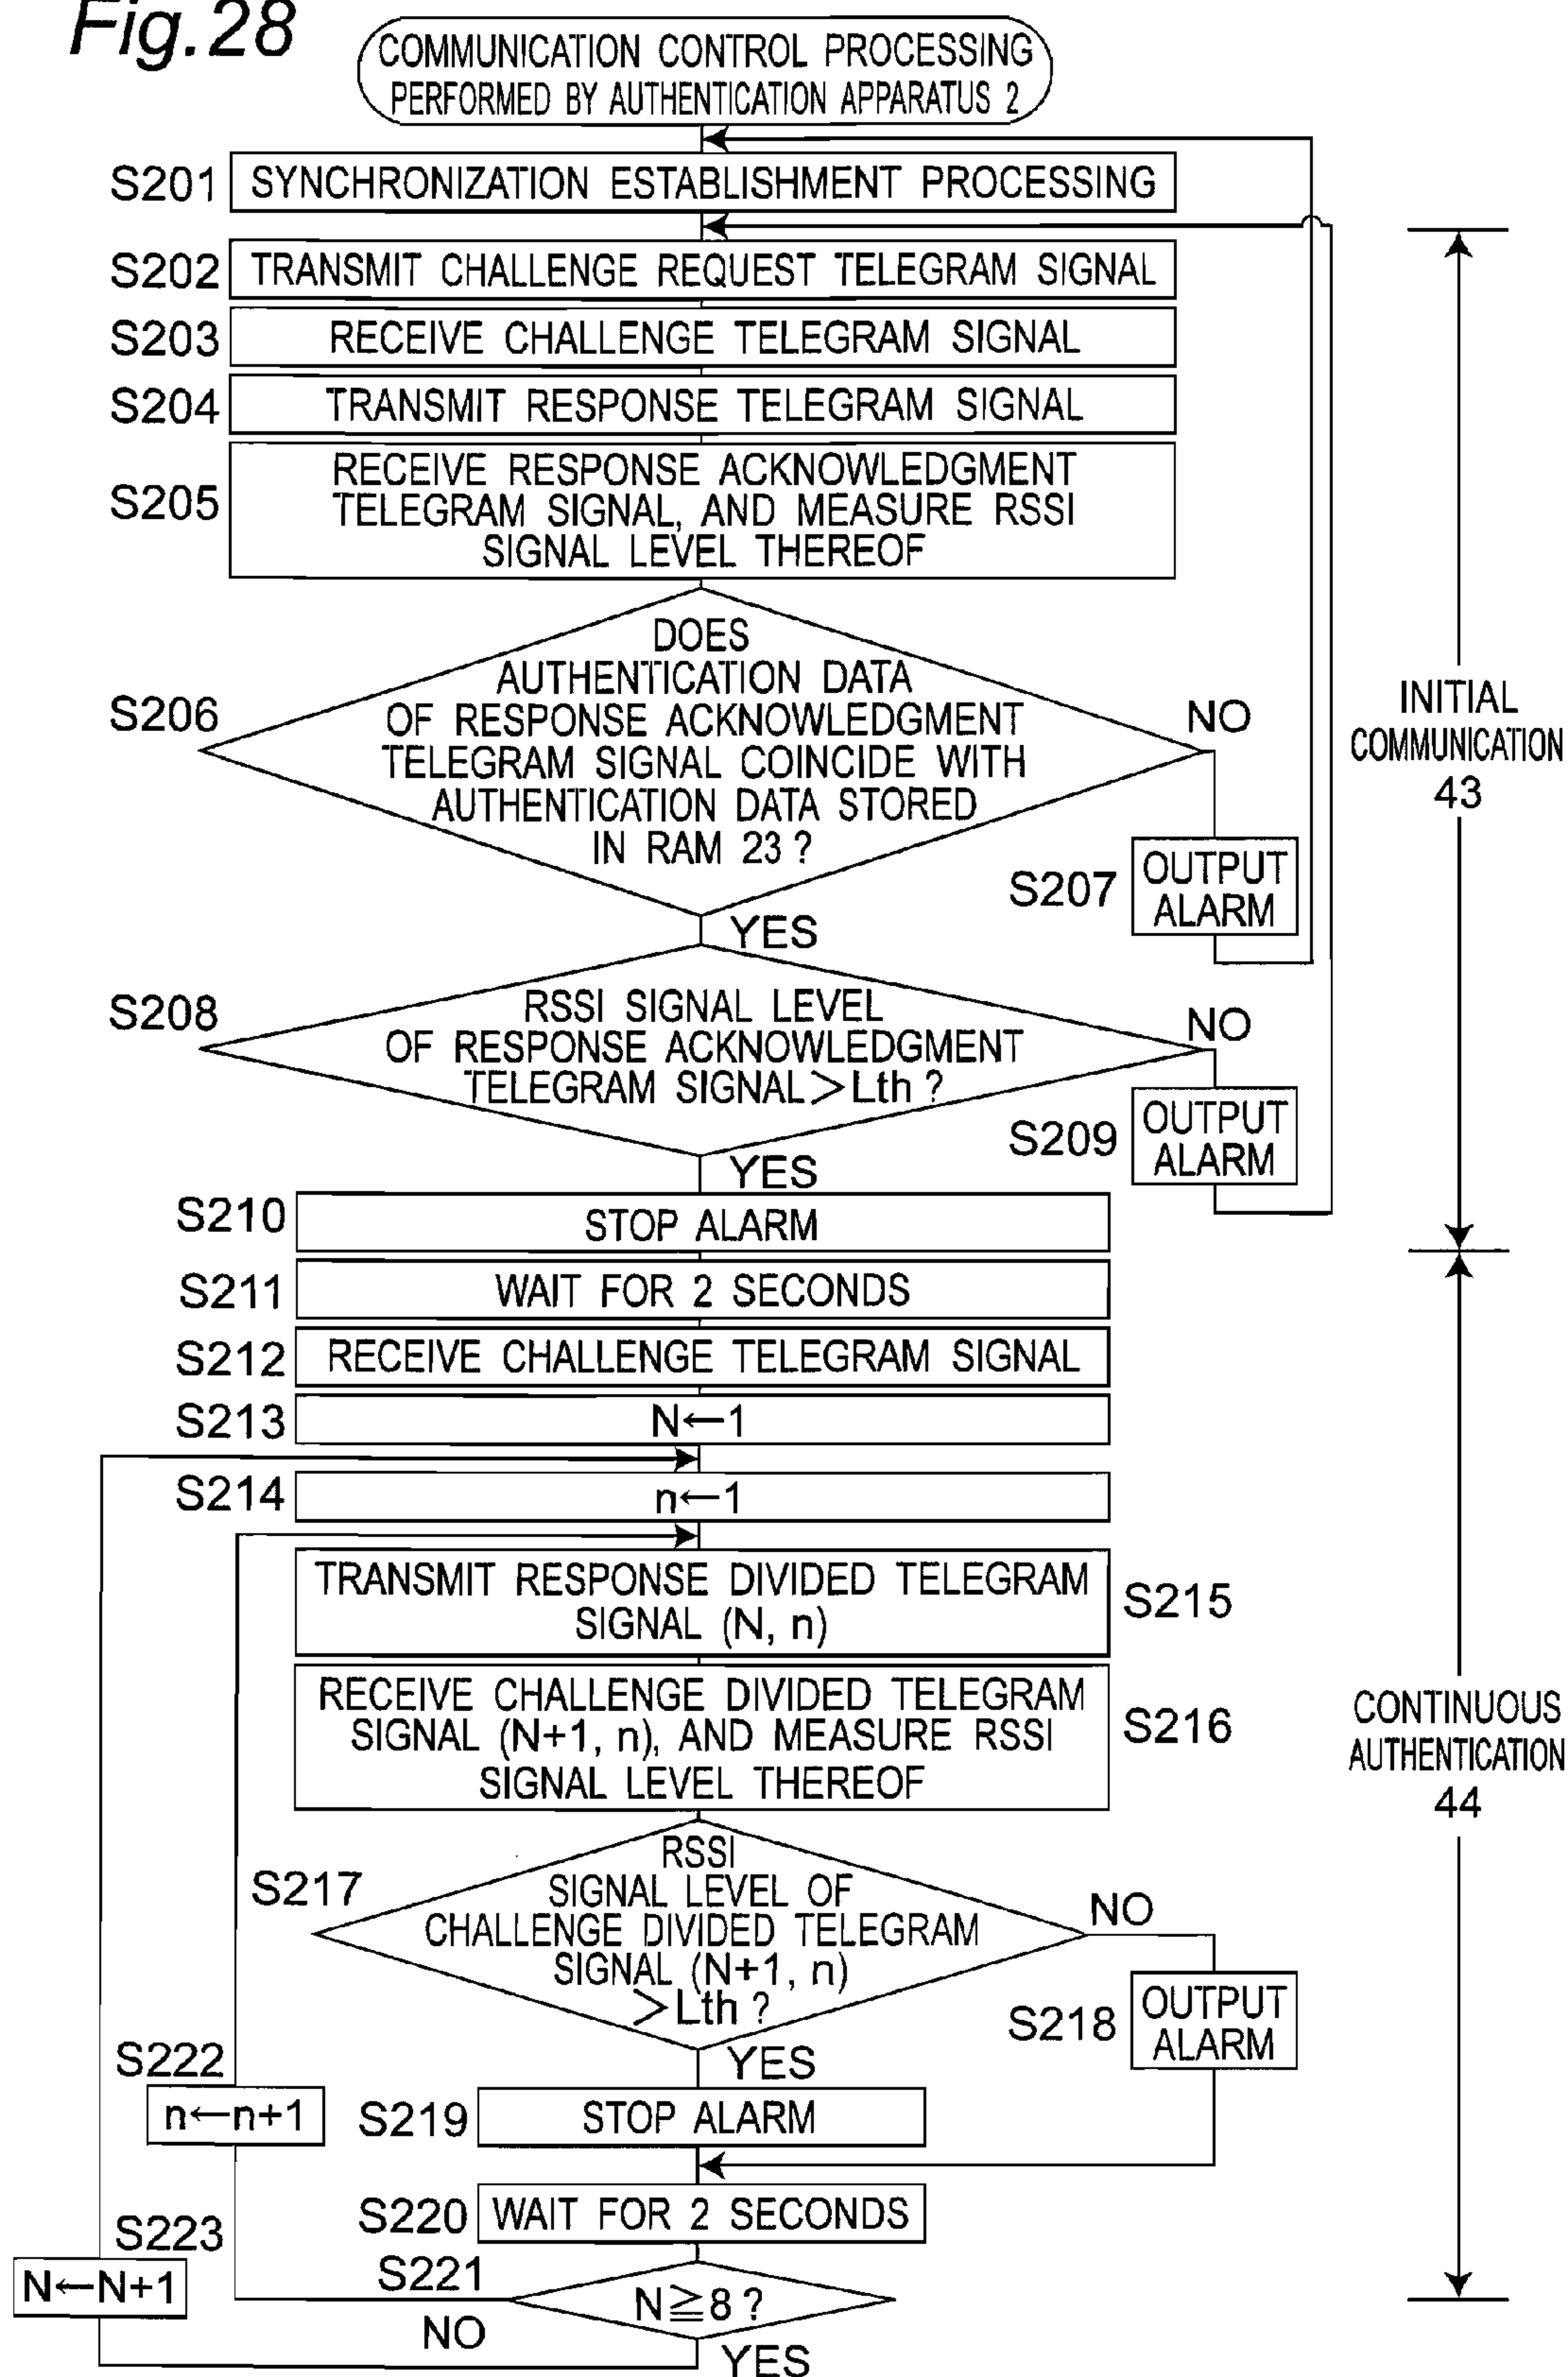 Fig.28
COMMUNICATION CONTROL PROCESSING
PERFORMED BY AUTHENTICATION APPARATUS 2
S201
SYNCHRONIZATION ESTABLISHMENT PROCESSING
S202
TRANSMIT CHALLENGE REQUEST TELEGRAM SIGNAL
S203
RECEIVE CHALLENGE TELEGRAM SIGNAL
S204
TRANSMIT RESPONSE TELEGRAM SIGNAL
S205
RECEIVE RESPONSE ACKNOWLEDGMENT
TELEGRAM SIGNAL, AND MEASURE RSSI
SIGNAL LEVEL THEREOF
S206
DOES
AUTHENTICATION DATA
OF RESPONSE ACKNOWLEDGMENT
TELEGRAM SIGNAL COINCIDE WITH
AUTHENTICATION DATA STORED
IN RAM 23 ?
NO
S207
OUTPUT
ALARM
YES
INITIAL
COMMUNICATION
43
S208
RSSI SIGNAL LEVEL
OF RESPONSE ACKNOWLEDGMENT
TELEGRAM SIGNAL>Lth ?
NO
S209
OUTPUT
ALARM
YES
S210
STOP ALARM
S211
WAIT FOR 2 SECONDS
S212
RECEIVE CHALLENGE TELEGRAM SIGNAL
S213
N←1
S214
n←1
TRANSMIT RESPONSE DIVIDED TELEGRAM
SIGNAL (N, n)
S215
RECEIVE CHALLENGE DIVIDED TELEGRAM
SIGNAL (N+1, n), AND MEASURE RSSI
SIGNAL LEVEL THEREOF
S216
CONTINUOUS
AUTHENTICATION
44
S217
RSSI
SIGNAL LEVEL OF
CHALLENGE DIVIDED TELEGRAM
SIGNAL (N+1, n)
>Lth ?
NO
S218
OUTPUT
ALARM
YES
S222
n←n+1
S219
STOP ALARM
S220
WAIT FOR 2 SECONDS
S223
N←N+1
S221
N≧8 ?
NO
YES